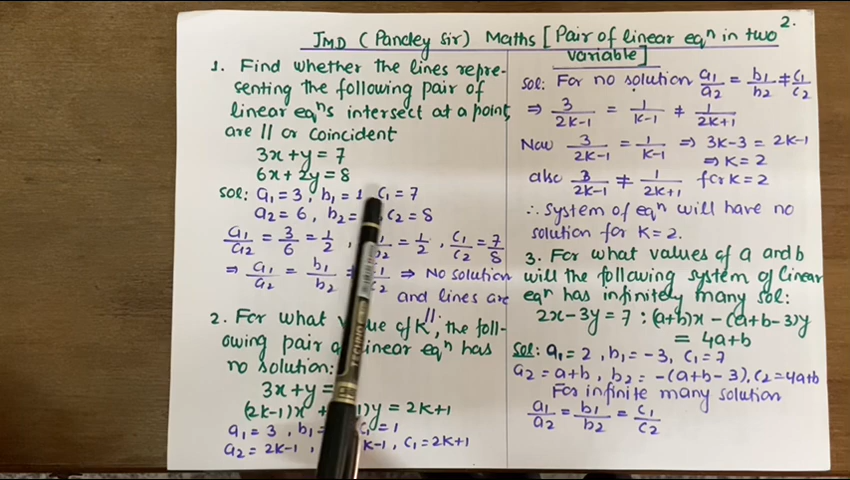 2.
JMD (Pandey Sir) Maths [Pair of linear eqⁿ in two
variable]
1. Find whether the lines repre-
senting the following pair of
linear eqⁿs intersect at a point,
are || or coincident
3x + y = 7
6x + 2y = 8
Sol: a₁ = 3, b₁ = 1, c₁ = 7
a₂ = 6, b₂ = , c₂ = 8
a₁/a₂ = 3/6 = 1/2, = 1/2, c₁/c₂ = 7/8
⇒ a₁/a₂ = b₁/b₂ ≠ c₁/c₂ ⇒ No solution
and lines are
||.
2. For what value of K, the foll-
owing pair of linear eqⁿ has
no solution:
3x + y =
(2K-1)x + )y = 2K+1
a₁ = 3, b₁ = c₁ = 1
a₂ = 2K-1, K-1, C₁ = 2K+1
Sol: For no solution a₁/a₂ = b₁/b₂ ≠ c₁/c₂
⇒ 3/2K-1 = 1/K-1 ≠ 1/2K+1
Now 3/2K-1 = 1/K-1 ⇒ 3K-3 = 2K-1
⇒ K = 2
also 3/2K-1 ≠ 1/2K+1 for K = 2
∴ System of eqⁿ will have no
solution for K = 2.
3. For what values of a and b
will the following system of linear
eqⁿ has infinitely many sol:
2x - 3y = 7 : (a+b)x - (a+b-3)y
= 4a+b
Sol: a₁ = 2, b₁ = -3, c₁ = 7
a₂ = a+b, b₂ = -(a+b-3), C₂ = 4a+b
For infinite many solution
a₁/a₂ = b₁/b₂ = c₁/c₂